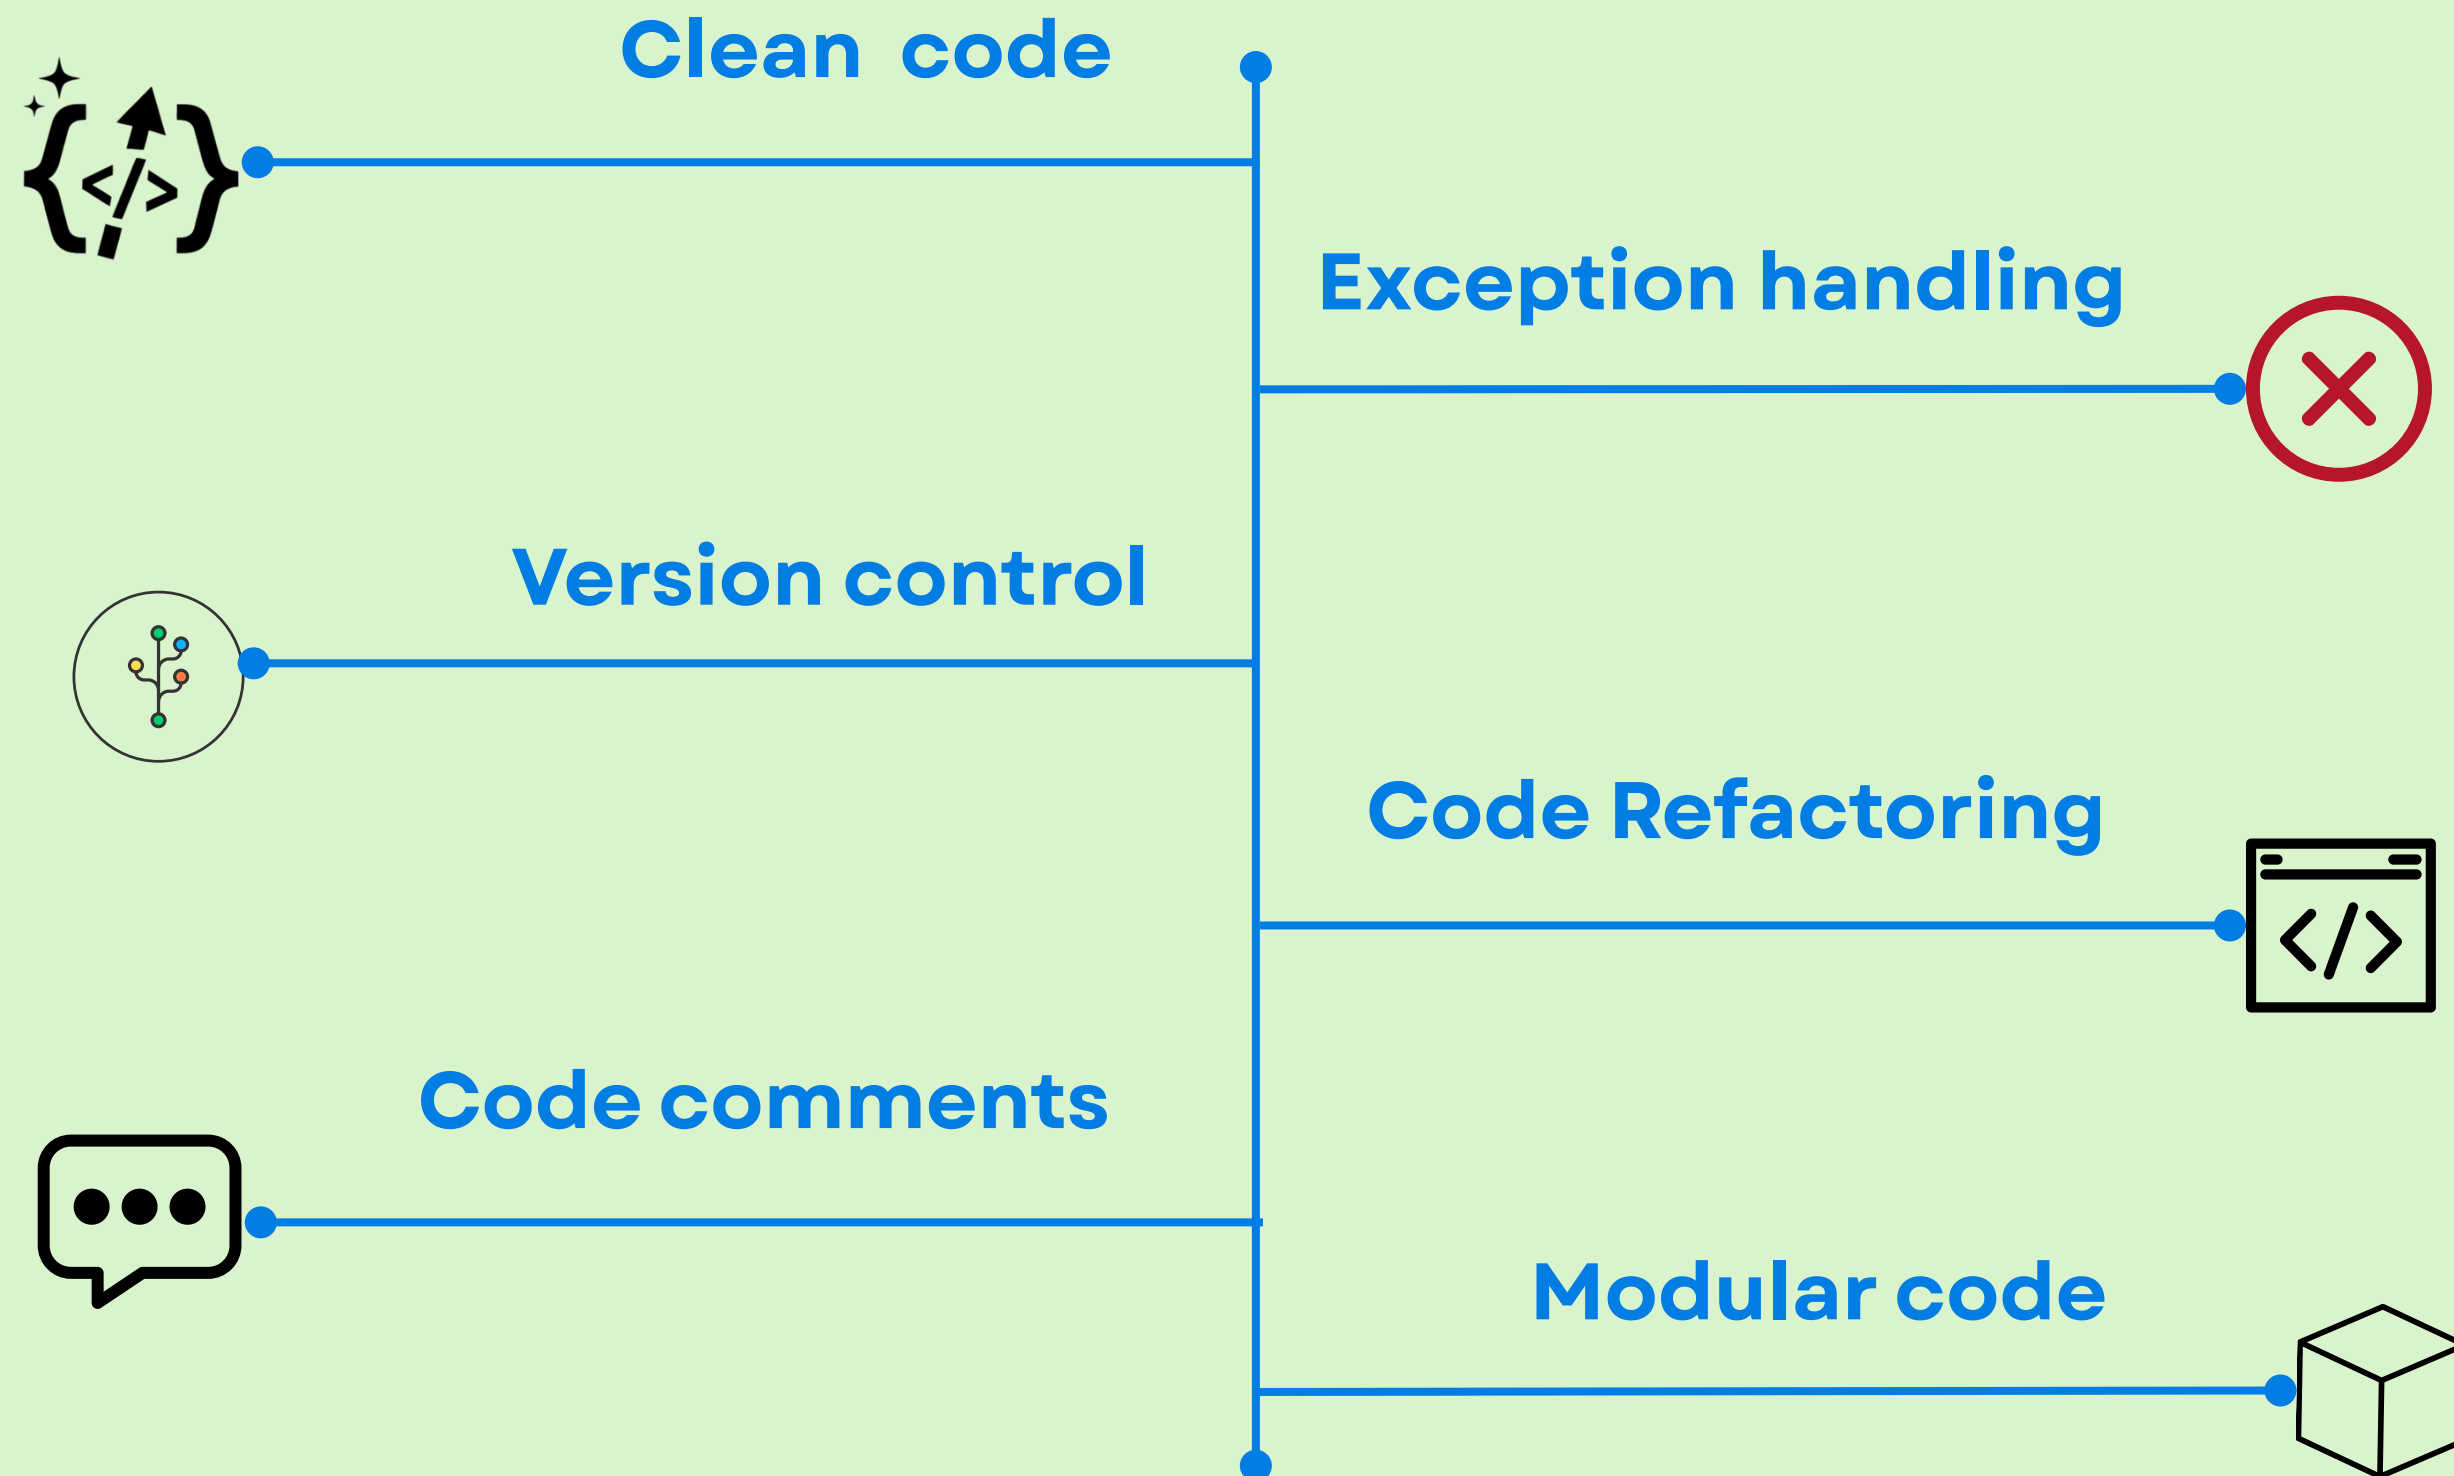 Clean code
Exception handling
Version control
Code Refactoring
Code comments
Modular code